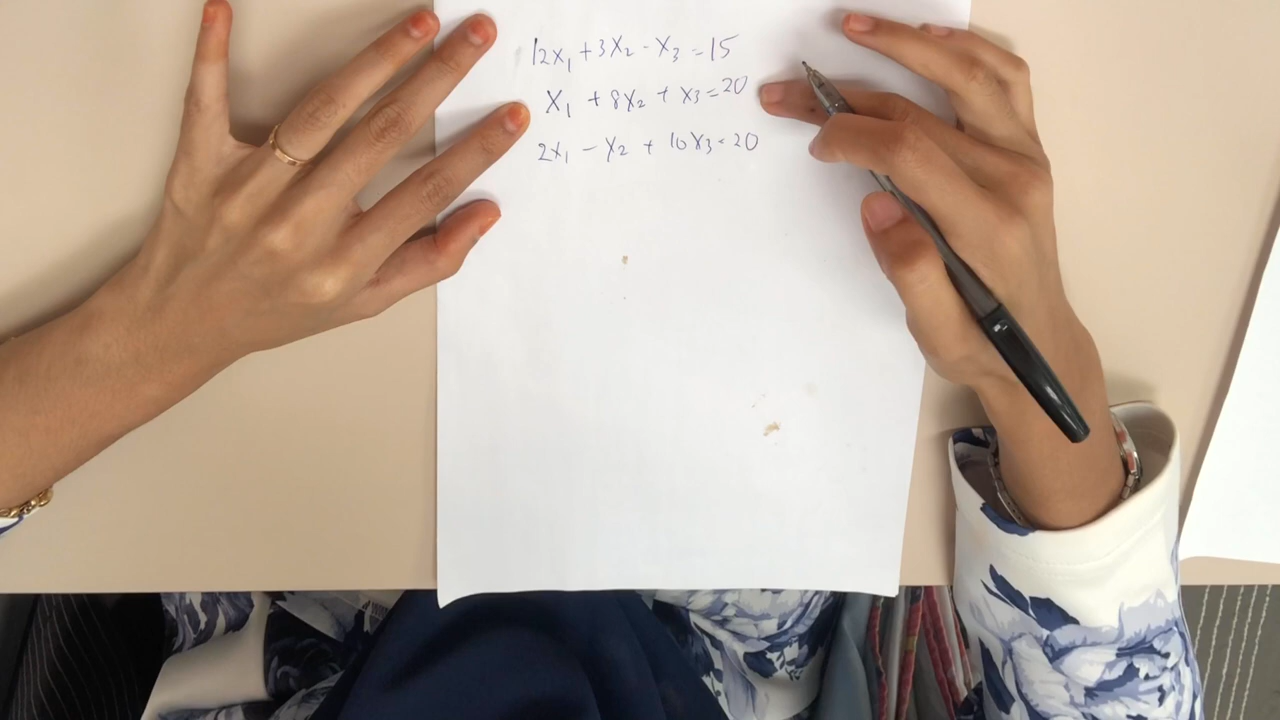 12x₁ + 3x₂ - x₃ = 15
x₁ + 8x₂ + x₃ = 20
2x₁ - x₂ + 10x₃ = 20